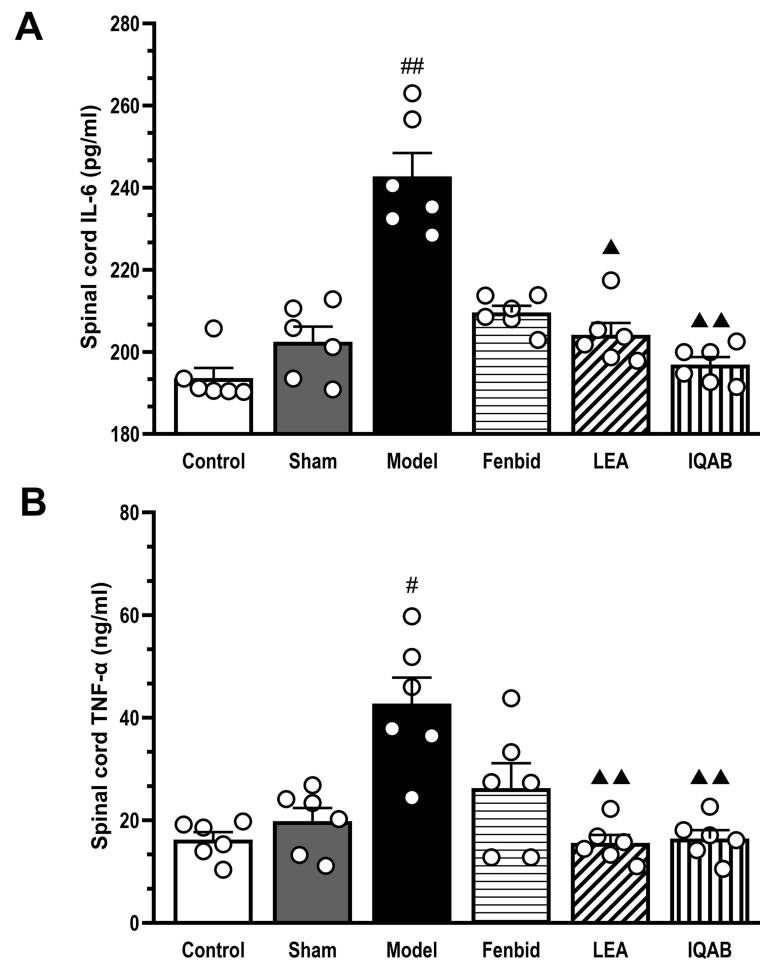 A
Spinal cord IL-6 (pg/ml)
280
260
240
220
200
180
##
▲
▲▲
Control Sham Model Fenbid LEA IQAB
B
Spinal cord TNF-α (ng/ml)
80
60
40
20
0
#
▲▲ ▲▲
Control Sham Model Fenbid LEA IQAB